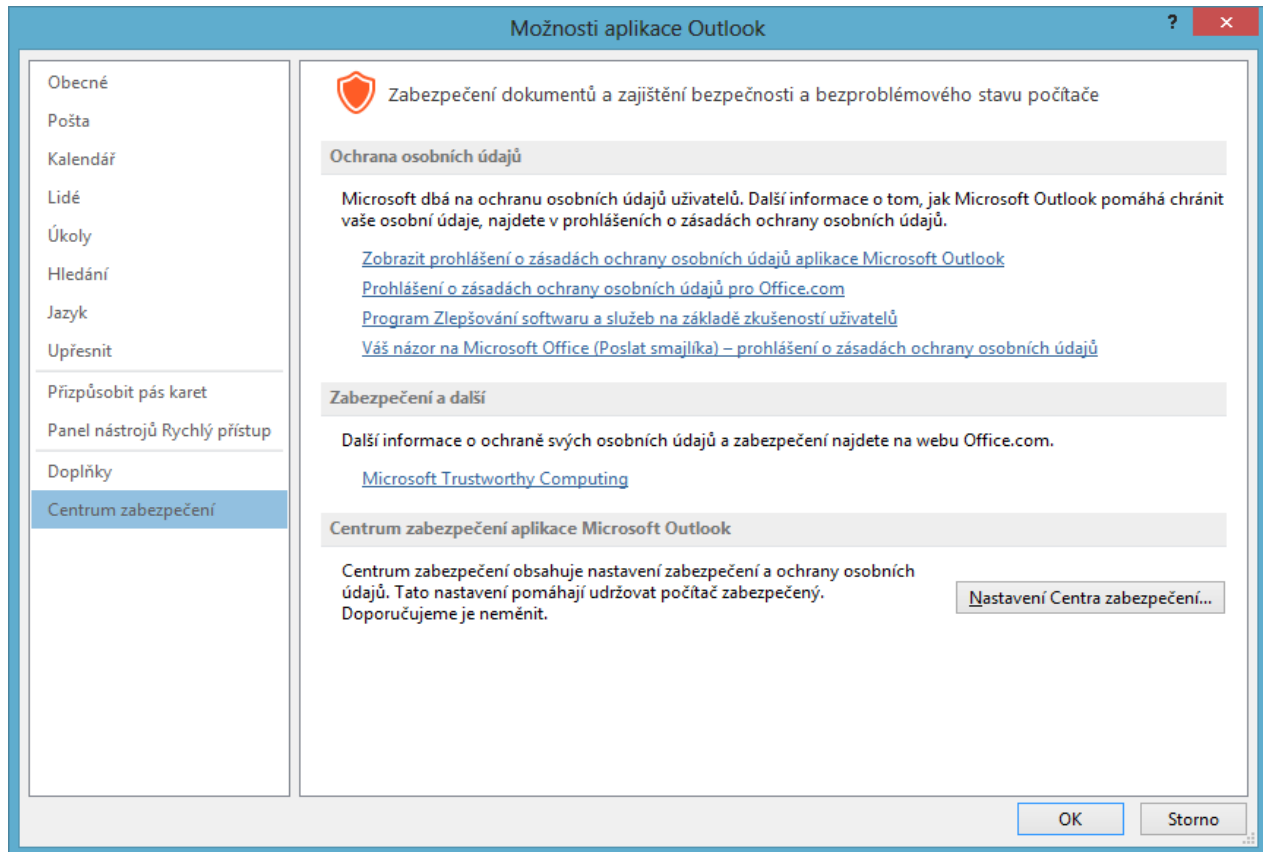 Možnosti aplikace Outlook
?
Obecné
Pošta
Kalendář
Lidé
Úkoly
Hledání
Jazyk
Upřesnit
Přizpůsobit pás karet
Panel nástrojů Rychlý přístup
Doplňky
Centrum zabezpečení
Zabezpečení dokumentů a zajištění bezpečnosti a bezproblémového stavu počítače
Ochrana osobních údajů
Microsoft dbá na ochranu osobních údajů uživatelů. Další informace o tom, jak Microsoft Outlook pomáhá chránit
vaše osobní údaje, najdete v prohlášeních o zásadách ochrany osobních údajů.
Zobrazit prohlášení o zásadách ochrany osobních údajů aplikace Microsoft Outlook
Prohlášení o zásadách ochrany osobních údajů pro Office.com
Program Zlepšování softwaru a služeb na základě zkušeností uživatelů
Váš názor na Microsoft Office (Poslat smajlíka) – prohlášení o zásadách ochrany osobních údajů
Zabezpečení a další
Další informace o ochraně svých osobních údajů a zabezpečení najdete na webu Office.com.
Microsoft Trustworthy Computing
Centrum zabezpečení aplikace Microsoft Outlook
Centrum zabezpečení obsahuje nastavení zabezpečení a ochrany osobních
údajů. Tato nastavení pomáhají udržovat počítač zabezpečený.
Doporučujeme je neměnit.
Nastavení Centra zabezpečení...
OK
Storno